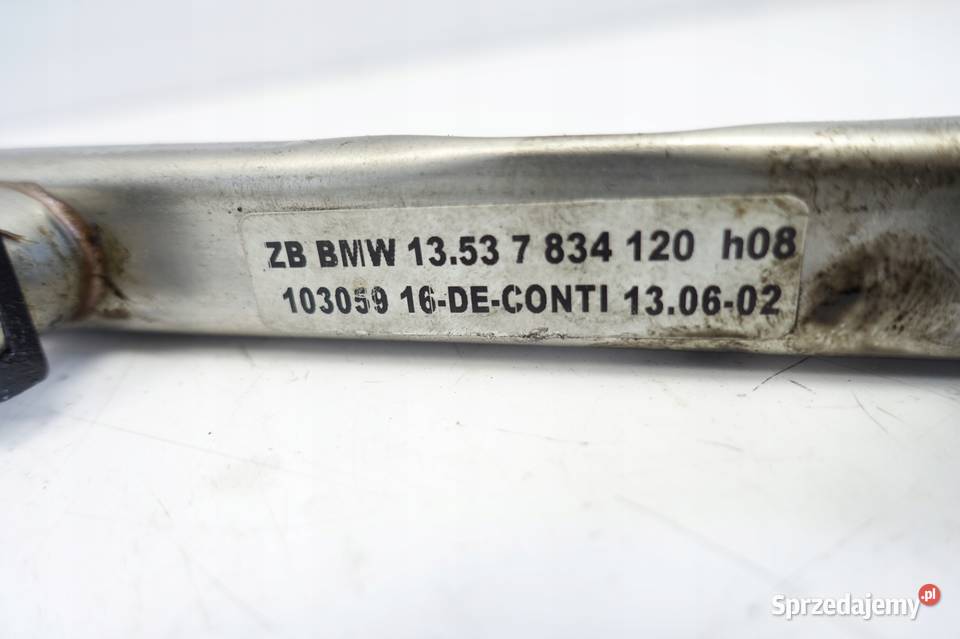 ZB BMW 13.53 7 834 120 h08
103059 16-DE-CONTI 13.06-02
Sprzedajemy.pl